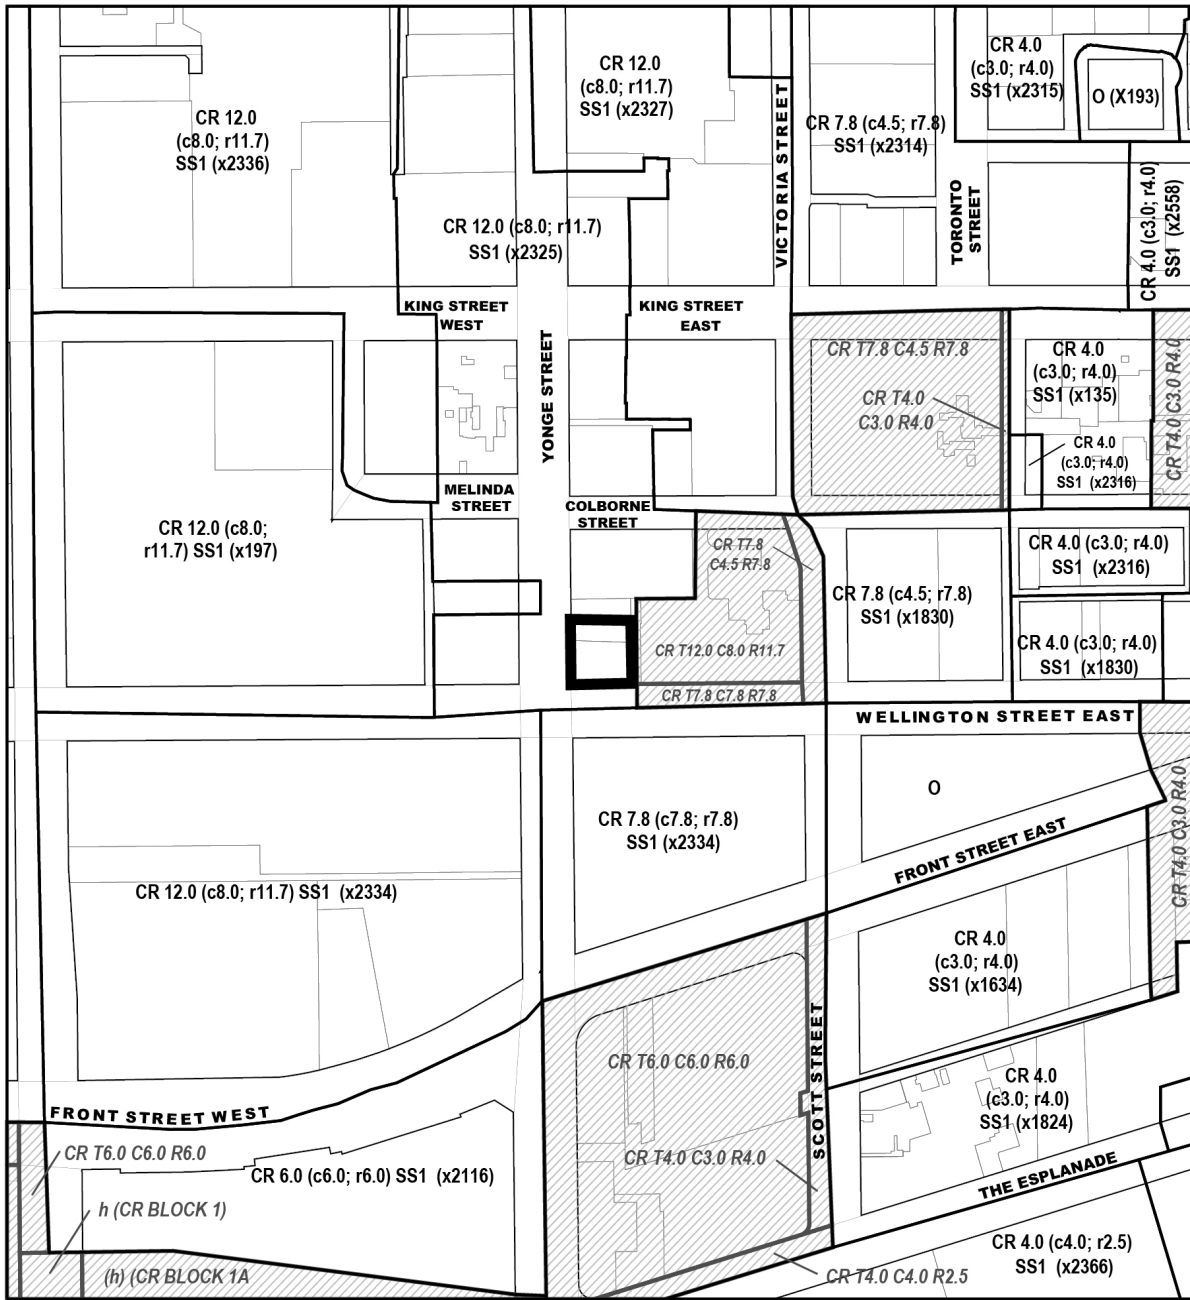 CR 12.0
(c8.0; r11.7)
SS1 (x2336)
CR 12.0
(c8.0; r11.7)
SS1 (x2327)
VICTORIA STREET
CR 7.8 (c4.5; r7.8)
SS1 (x2314)
CR 4.0
(c3.0; r4.0)
SS1 (x2315)
O (X193)
TORONTO
STREET
CR 4.0 (c3.0; r4.0)
SS1 (x2558)
CR 12.0 (c8.0; r11.7)
SS1 (x2325)
KING STREET
WEST
KING STREET
EAST
YONGE STREET
CR T7.8 C4.5 R7.8
CR T4.0
C3.0 R4.0
CR 4.0
(c3.0; r4.0)
SS1 (x135)
CR 4.0
(c3.0; r4.0)
SS1 (x2316)
CR T4.0 C3.0 R4.0
MELINDA
STREET
COLBORNE
STREET
CR 12.0 (c8.0;
r11.7) SS1 (x197)
CR T7.8
C4.5 R7.8
CR 7.8 (c4.5; r7.8)
SS1 (x1830)
CR 4.0 (c3.0; r4.0)
SS1 (x2316)
CR 4.0 (c3.0; r4.0)
SS1 (x1830)
CR T12.0 C8.0 R11.7
CR T7.8 C7.8 R7.8
WELLINGTON STREET EAST
O
CR 7.8 (c7.8; r7.8)
SS1 (x2334)
FRONT STREET EAST
CR T4.0 C3.0 R4.0
CR 12.0 (c8.0; r11.7) SS1 (x2334)
CR 4.0
(c3.0; r4.0)
SS1 (x1634)
CR T6.0 C6.0 R6.0
SCOTT STREET
CR 4.0
(c3.0; r4.0)
SS1 (x1824)
FRONT STREET WEST
CR T6.0 C6.0 R6.0
CR 6.0 (c6.0; r6.0) SS1 (x2116)
CR T4.0 C3.0 R4.0
THE ESPLANADE
h (CR BLOCK 1)
(h) (CR BLOCK 1A
CR T4.0 C4.0 R2.5
CR 4.0 (c4.0; r2.5)
SS1 (x2366)